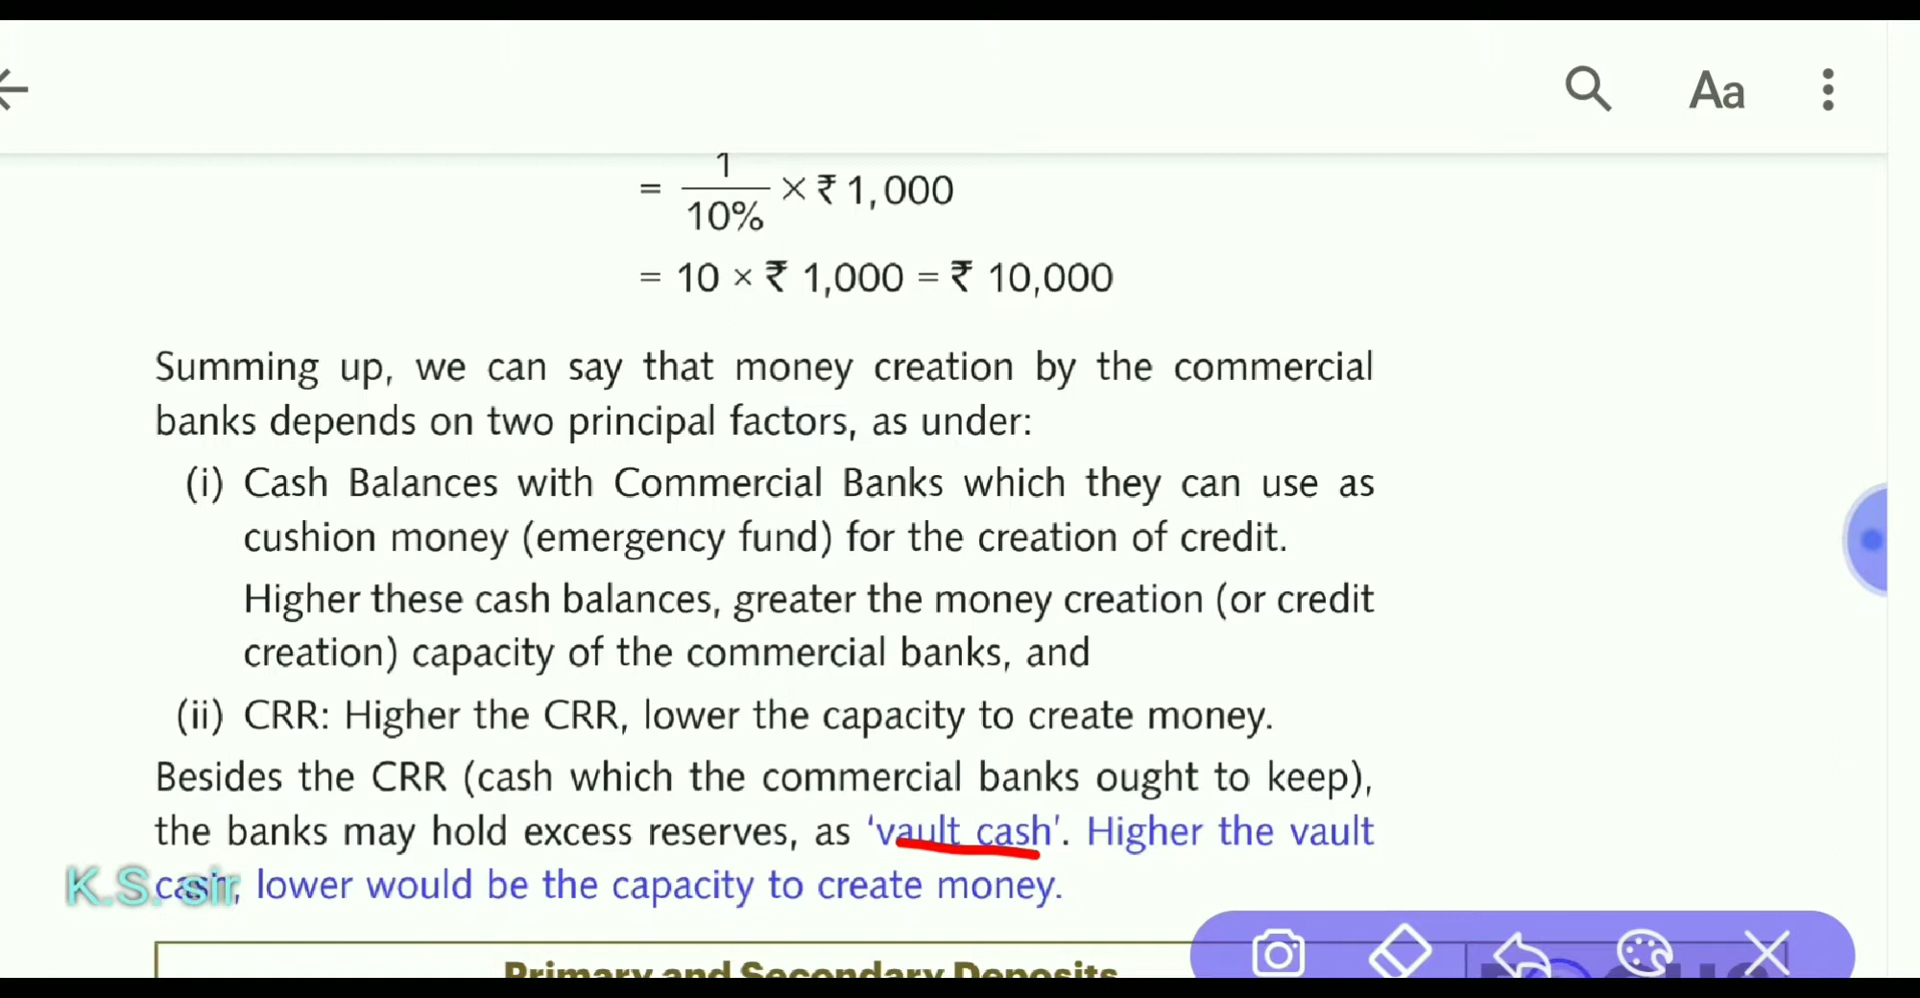 Aa
1
= 10% × ₹ 1,000
= 10 × ₹ 1,000 = ₹ 10,000
Summing up, we can say that money creation by the commercial
banks depends on two principal factors, as under:
(i) Cash Balances with Commercial Banks which they can use as
cushion money (emergency fund) for the creation of credit.
Higher these cash balances, greater the money creation (or credit
creation) capacity of the commercial banks, and
(ii) CRR: Higher the CRR, lower the capacity to create money.
Besides the CRR (cash which the commercial banks ought to keep),
the banks may hold excess reserves, as ‘vault cash’. Higher the vault
cash, lower would be the capacity to create money.
K.S. sir
Primary and Secondary Deposits